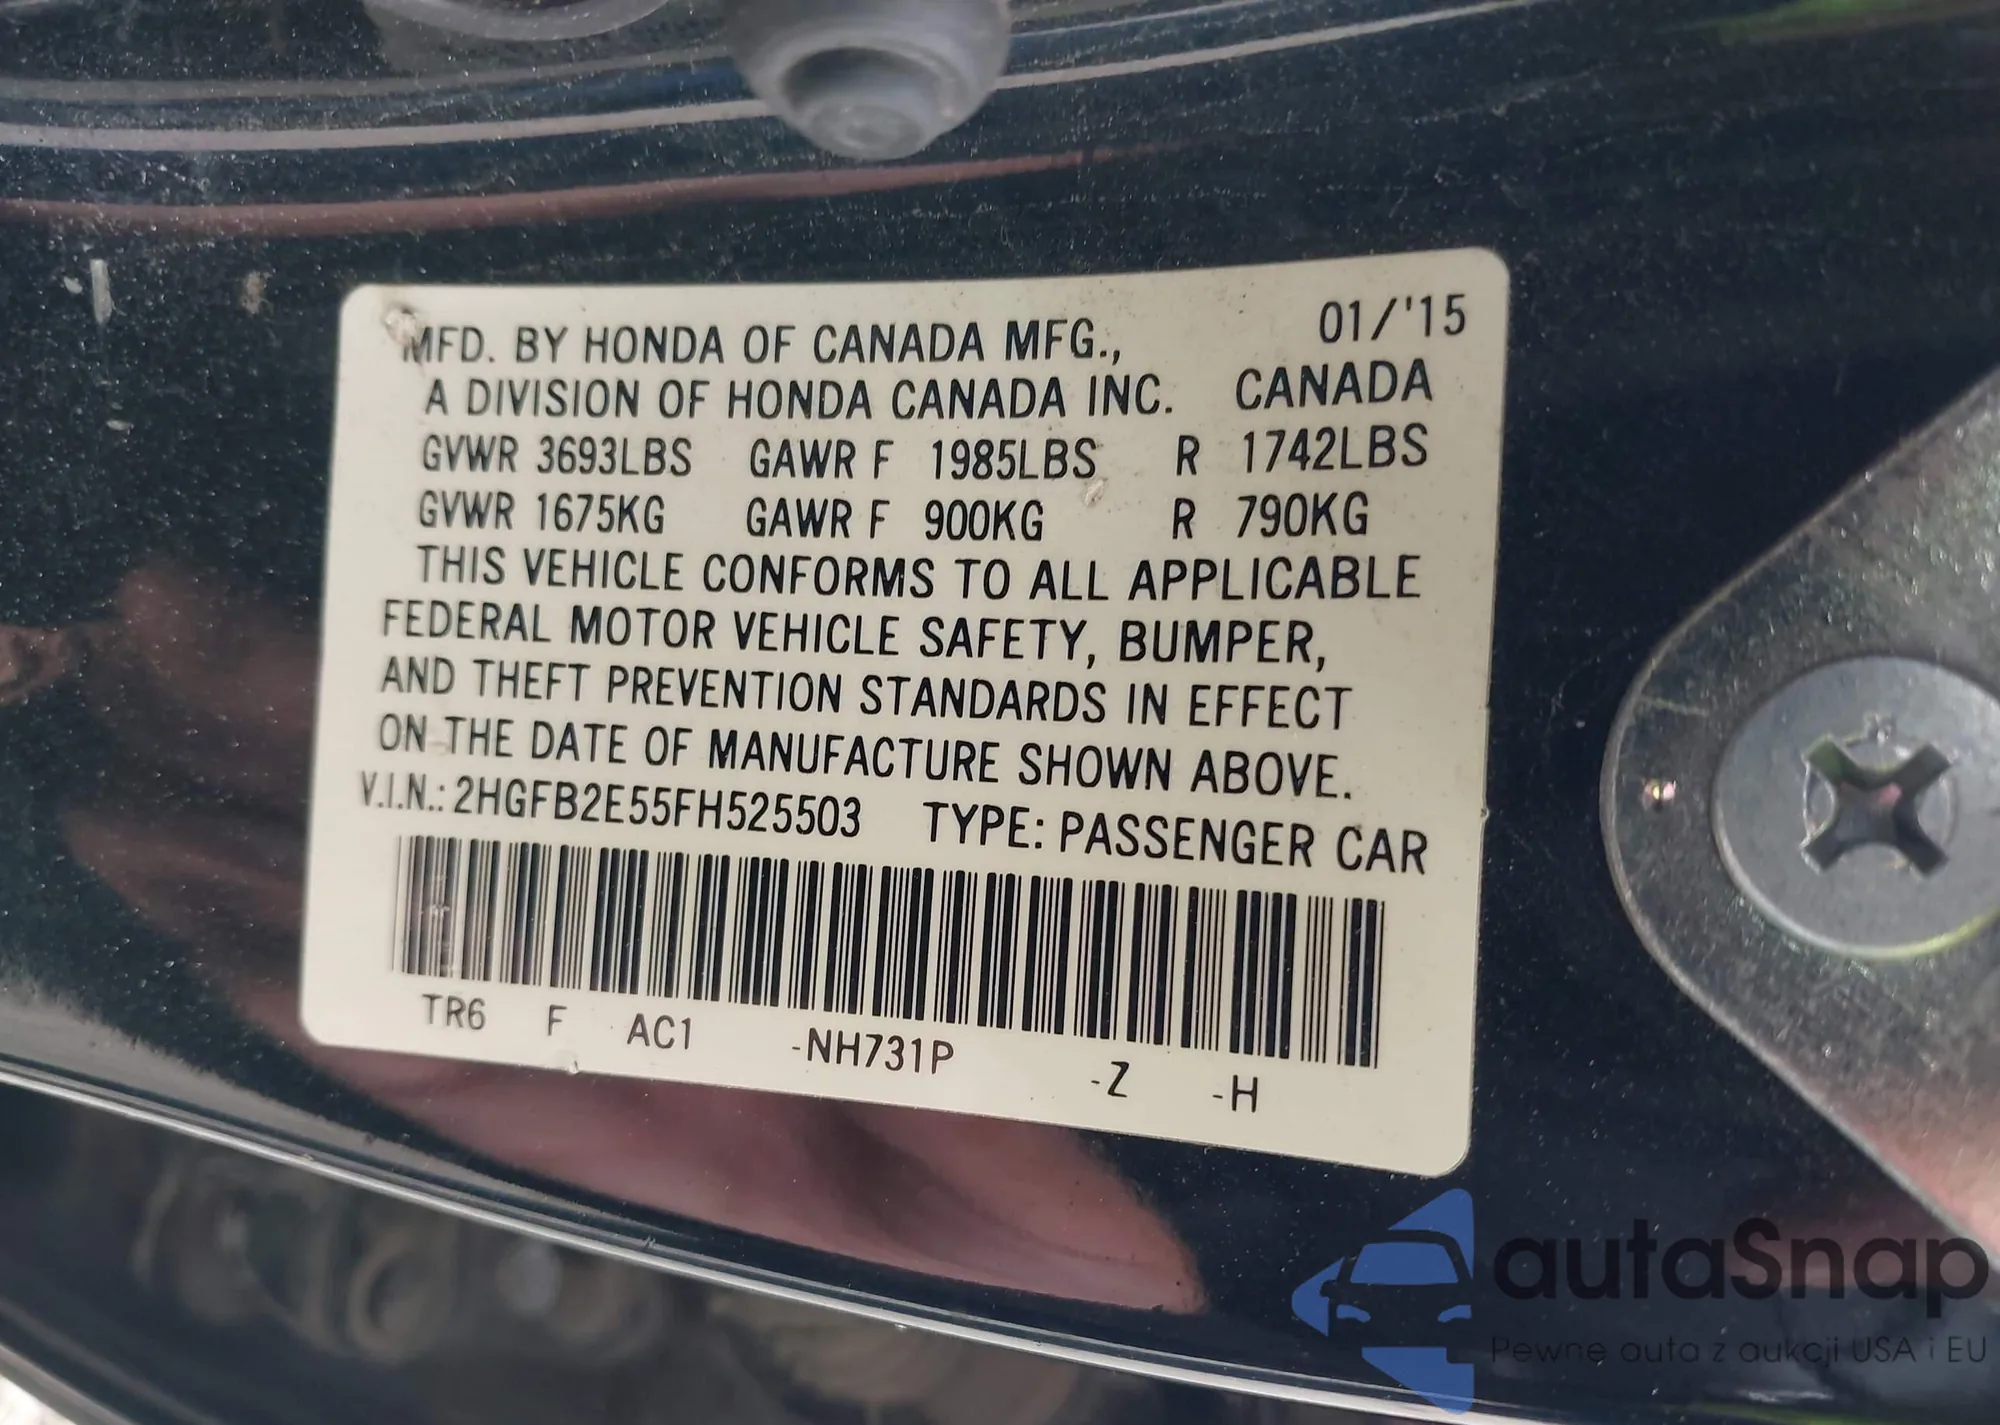 MFD. BY HONDA OF CANADA MFG., 01/'15
A DIVISION OF HONDA CANADA INC. CANADA
GVWR 3693LBS GAWR F 1985LBS R 1742LBS
GVWR 1675KG GAWR F 900KG R 790KG
THIS VEHICLE CONFORMS TO ALL APPLICABLE
FEDERAL MOTOR VEHICLE SAFETY, BUMPER,
AND THEFT PREVENTION STANDARDS IN EFFECT
ON THE DATE OF MANUFACTURE SHOWN ABOVE.
V.I.N.: 2HGFB2E55FH525503 TYPE: PASSENGER CAR
TR6 F AC1 -NH731P -Z -H
autaSnap
Pewne auta z aukcji USA i EU